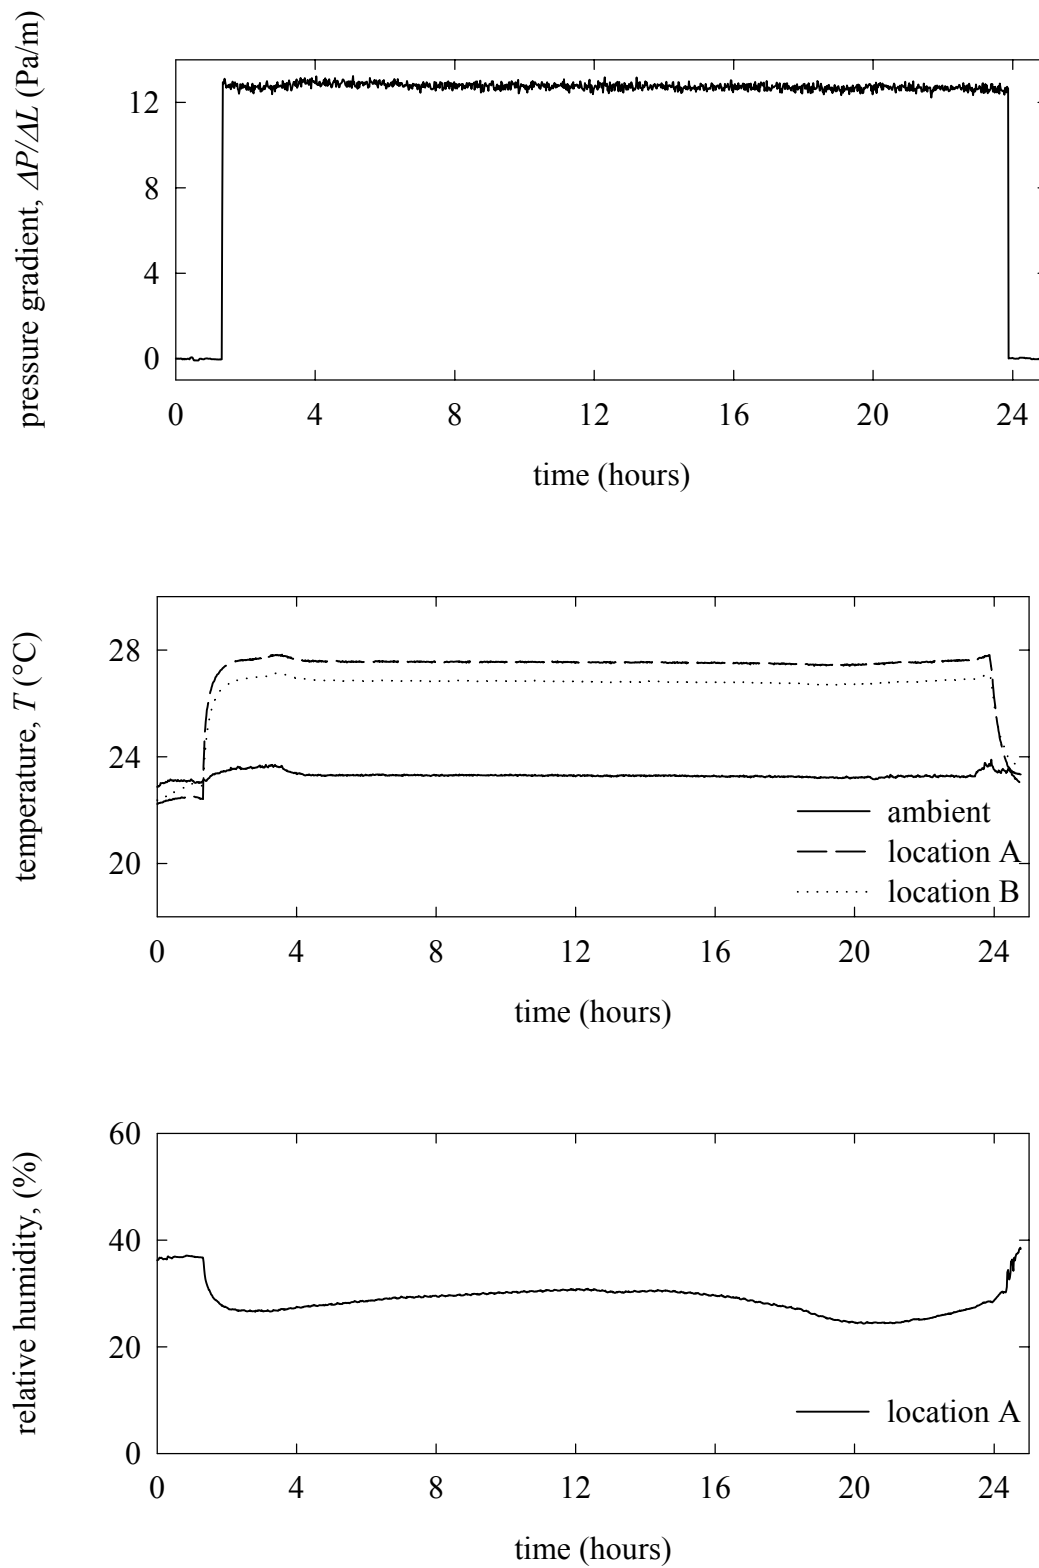 pressure gradient, ΔP/ΔL (Pa/m)
12
8
4
0
0 4 8 12 16 20 24
time (hours)
temperature, T (°C)
28
24
20
ambient
location A
location B
0 4 8 12 16 20 24
time (hours)
relative humidity, (%)
60
40
20
0
location A
0 4 8 12 16 20 24
time (hours)